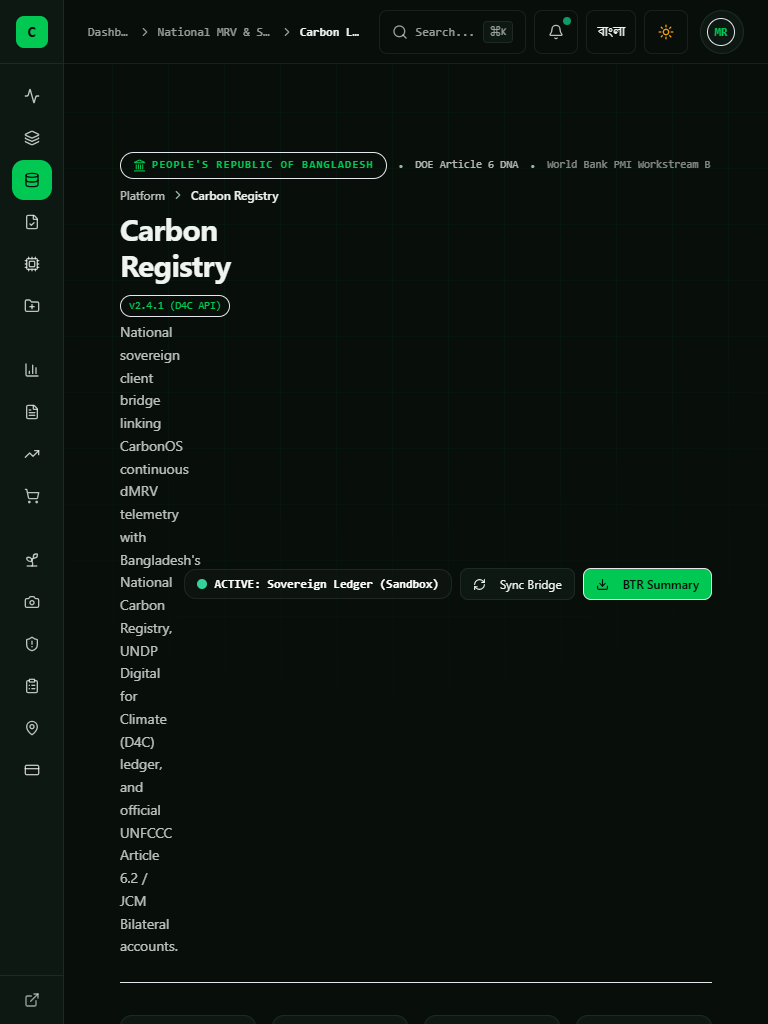 C
Dashb… > National MRV & S… > Carbon L…
Search... ⌘K
বাংলা
MR
PEOPLE'S REPUBLIC OF BANGLADESH • DOE Article 6 DNA • World Bank PMI Workstream B
Platform > Carbon Registry
Carbon
Registry
v2.4.1 (D4C API)
National
sovereign
client
bridge
linking
CarbonOS
continuous
dMRV
telemetry
with
Bangladesh's
National
Carbon
Registry,
UNDP
Digital
for
Climate
(D4C)
ledger,
and
official
UNFCCC
Article
6.2 /
JCM
Bilateral
accounts.
ACTIVE: Sovereign Ledger (Sandbox)
Sync Bridge
BTR Summary